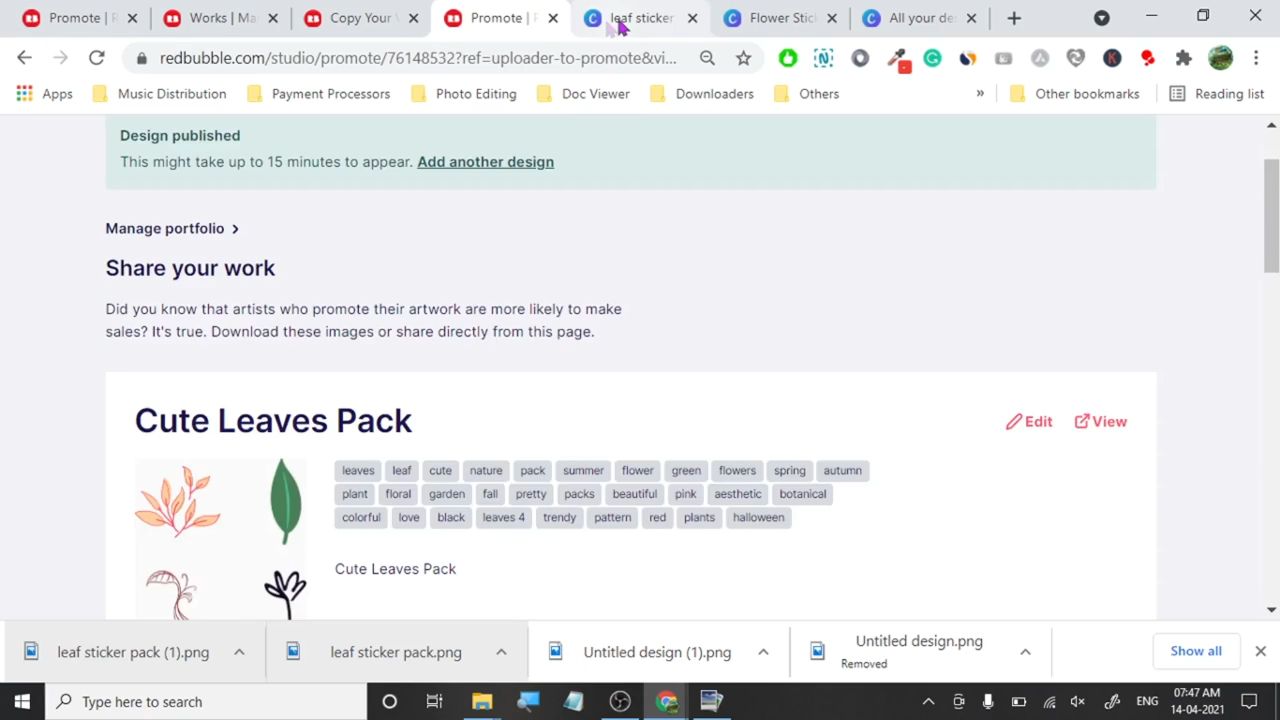 Promote | R
Works | Ma
Copy Your W
Promote | R
leaf sticker
Flower Stick
All your de
redbubble.com/studio/promote/76148532?ref=uploader-to-promote&vi...
Apps
Music Distribution
Payment Processors
Photo Editing
Doc Viewer
Downloaders
Others
»
Other bookmarks
Reading list
Design published
This might take up to 15 minutes to appear. Add another design
Manage portfolio >
Share your work
Did you know that artists who promote their artwork are more likely to make
sales? It's true. Download these images or share directly from this page.
Cute Leaves Pack
Edit
View
leaves leaf cute nature pack summer flower green flowers spring autumn
plant floral garden fall pretty packs beautiful pink aesthetic botanical
colorful love black leaves 4 trendy pattern red plants halloween
Cute Leaves Pack
leaf sticker pack (1).png
leaf sticker pack.png
Untitled design (1).png
Untitled design.png
Removed
Show all
Type here to search
ENG
07:47 AM
14-04-2021